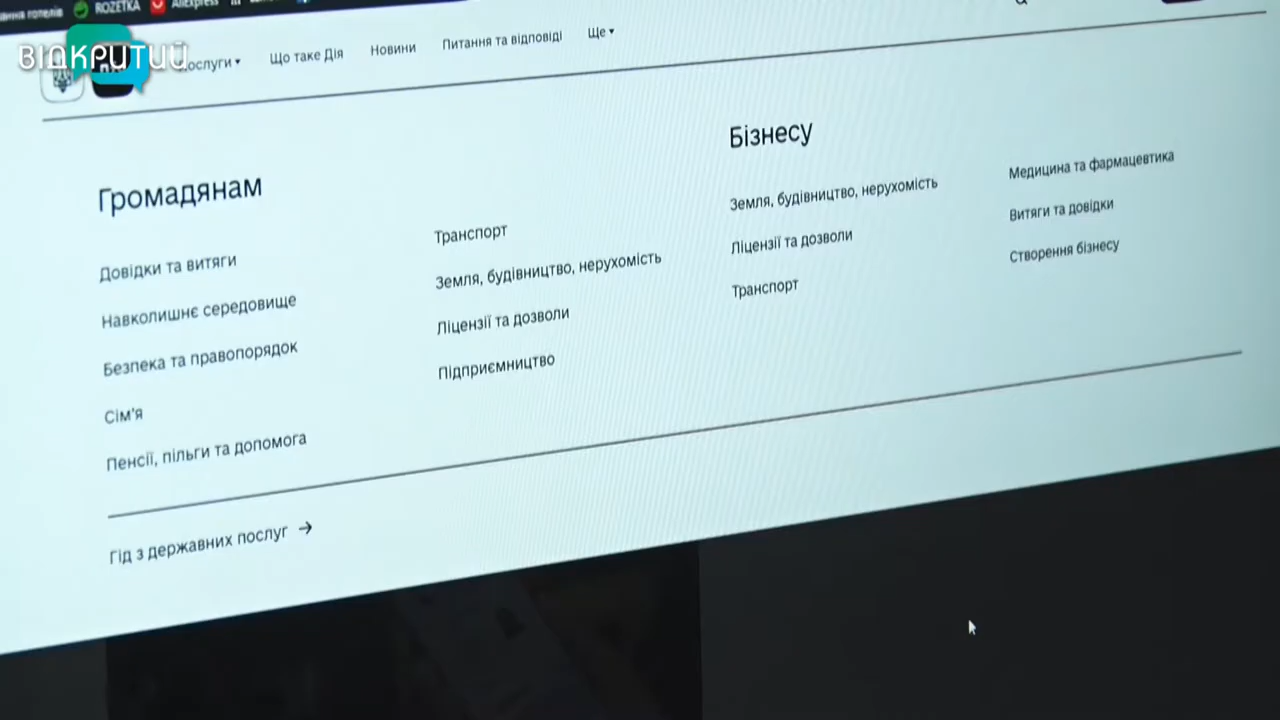 ROZETKA
AliExpress
ВІДКРИТИЙ
Послуги
Що таке Дія
Новини
Питання та відповіді
Ще
Громадянам
Довідки та витяги
Навколишнє середовище
Безпека та правопорядок
Сім'я
Пенсії, пільги та допомога
Транспорт
Земля, будівництво, нерухомість
Ліцензії та дозволи
Підприємництво
Бізнесу
Земля, будівництво, нерухомість
Ліцензії та дозволи
Транспорт
Медицина та фармацевтика
Витяги та довідки
Створення бізнесу
Гід з державних послуг →